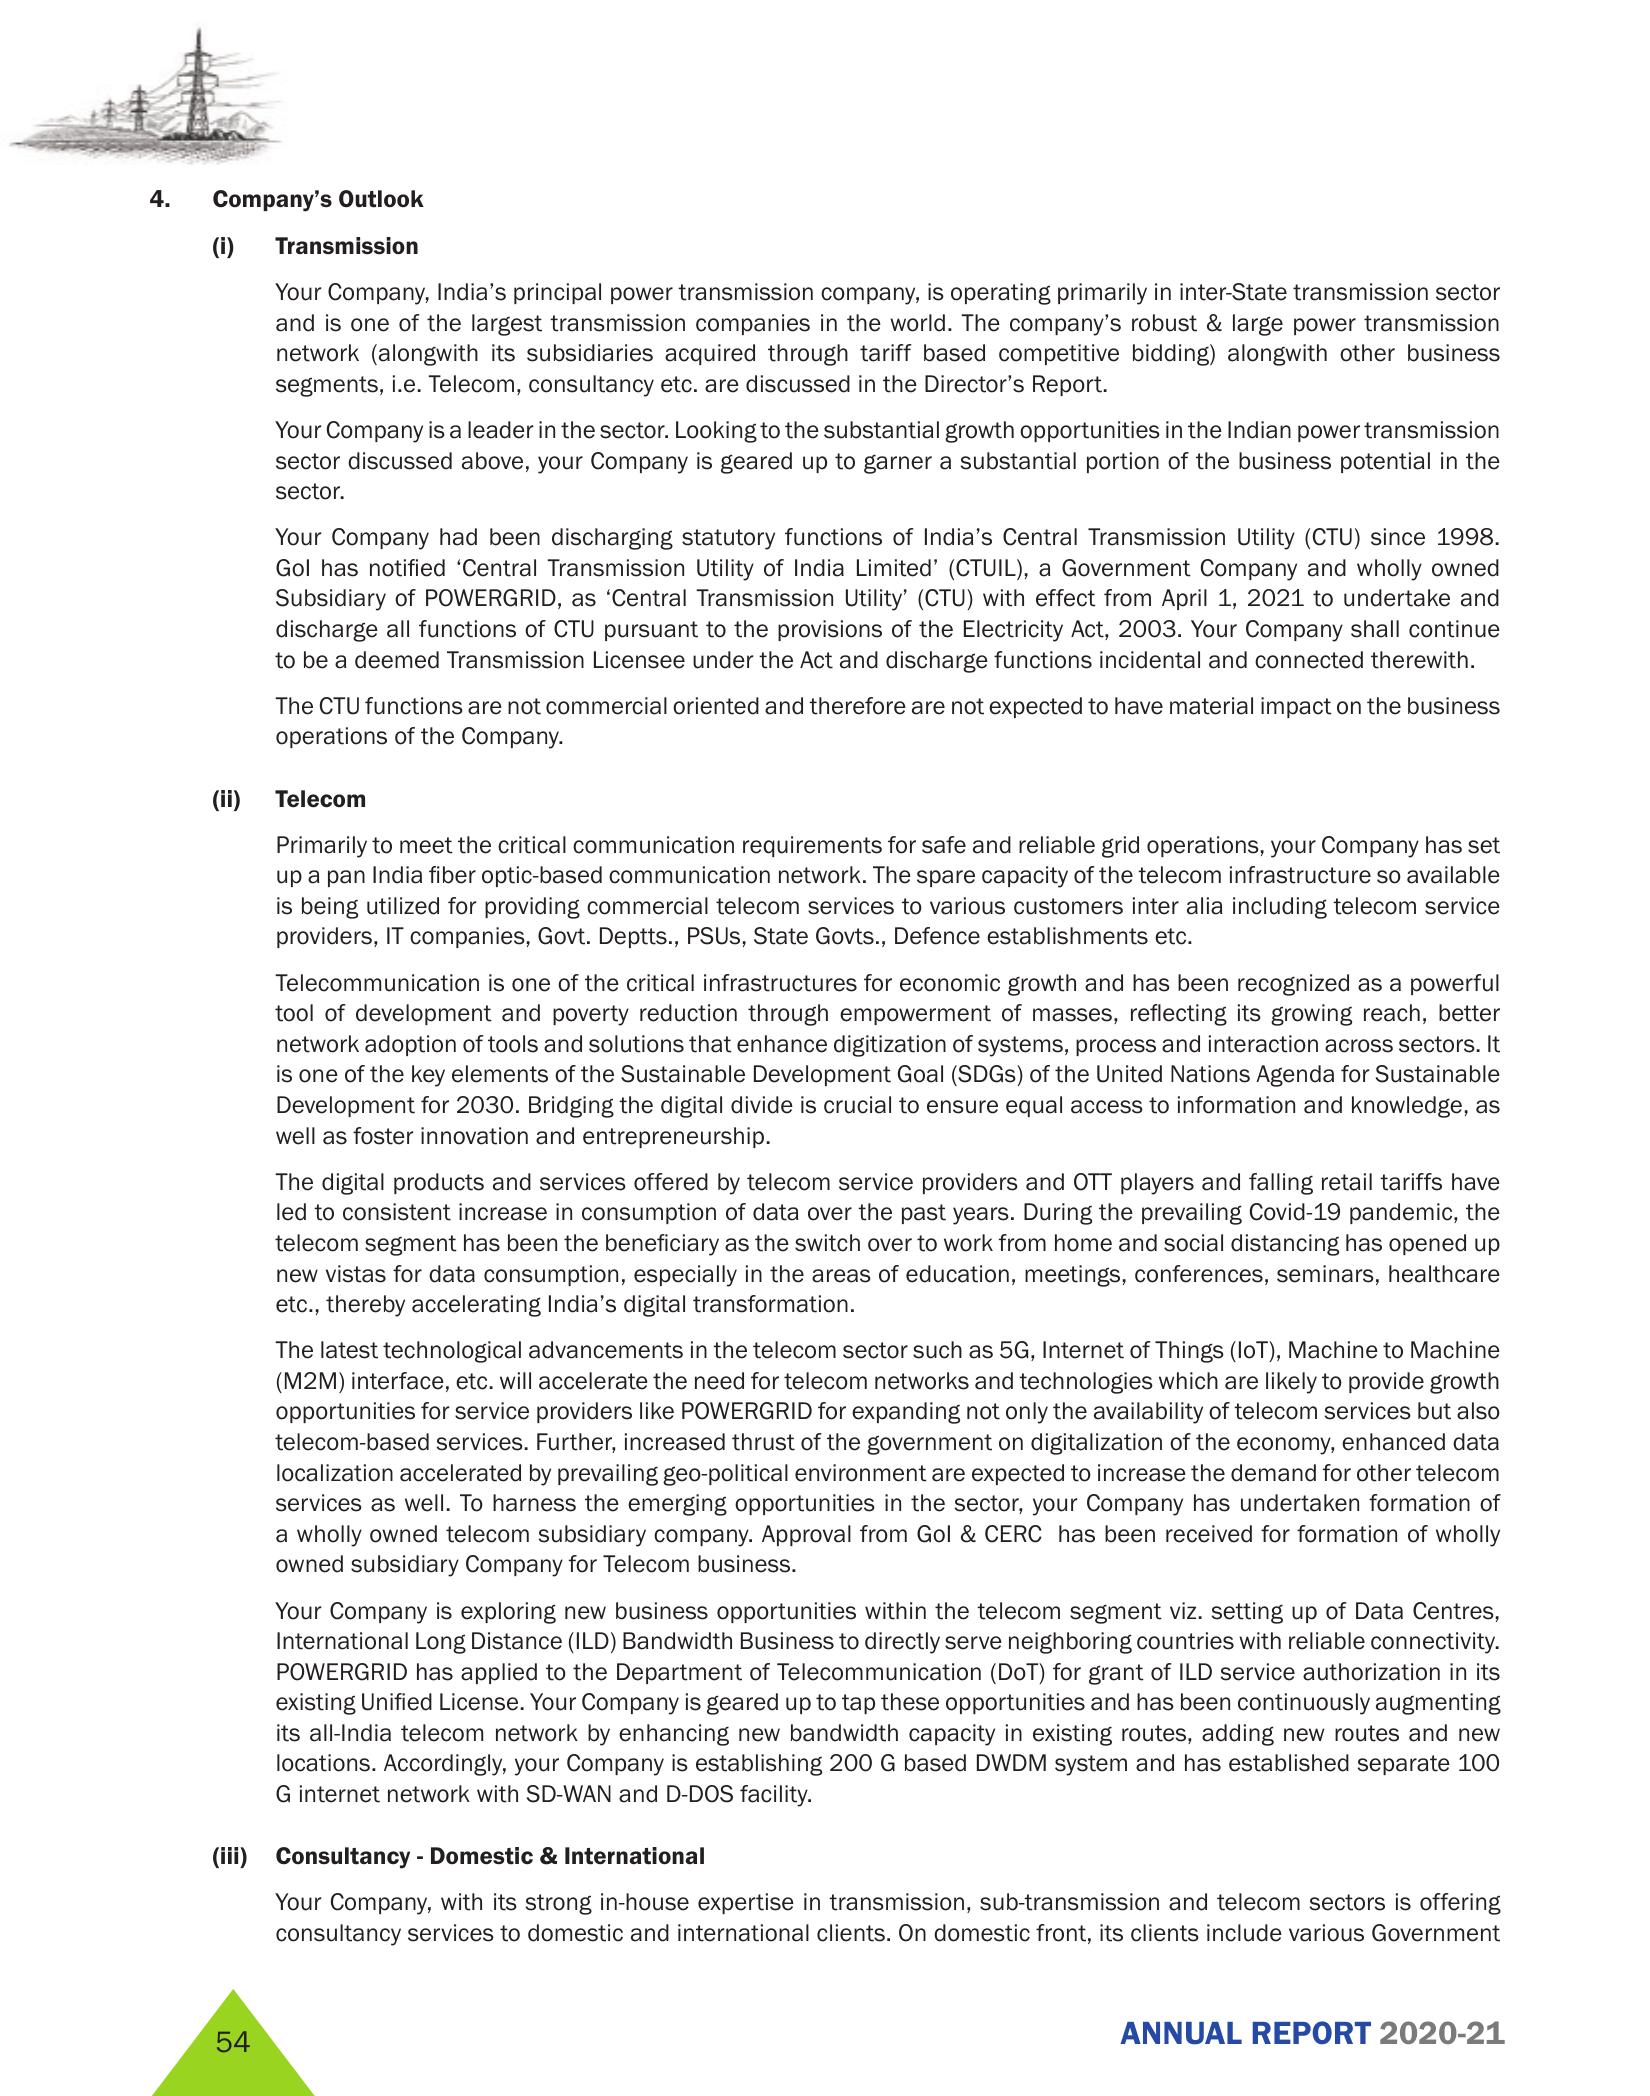 4. Company’s Outlook
(i) Transmission
Your Company, India’s principal power transmission company, is operating primarily in inter-State transmission sector
and is one of the largest transmission companies in the world. The company’s robust & large power transmission
network (alongwith its subsidiaries acquired through tariff based competitive bidding) alongwith other business
segments, i.e. Telecom, consultancy etc. are discussed in the Director’s Report.
Your Company is a leader in the sector. Looking to the substantial growth opportunities in the Indian power transmission
sector discussed above, your Company is geared up to garner a substantial portion of the business potential in the
sector.
Your Company had been discharging statutory functions of India’s Central Transmission Utility (CTU) since 1998.
GoI has notified ‘Central Transmission Utility of India Limited’ (CTUIL), a Government Company and wholly owned
Subsidiary of POWERGRID, as ‘Central Transmission Utility’ (CTU) with effect from April 1, 2021 to undertake and
discharge all functions of CTU pursuant to the provisions of the Electricity Act, 2003. Your Company shall continue
to be a deemed Transmission Licensee under the Act and discharge functions incidental and connected therewith.
The CTU functions are not commercial oriented and therefore are not expected to have material impact on the business
operations of the Company.
(ii) Telecom
Primarily to meet the critical communication requirements for safe and reliable grid operations, your Company has set
up a pan India fiber optic-based communication network. The spare capacity of the telecom infrastructure so available
is being utilized for providing commercial telecom services to various customers inter alia including telecom service
providers, IT companies, Govt. Deptts., PSUs, State Govts., Defence establishments etc.
Telecommunication is one of the critical infrastructures for economic growth and has been recognized as a powerful
tool of development and poverty reduction through empowerment of masses, reflecting its growing reach, better
network adoption of tools and solutions that enhance digitization of systems, process and interaction across sectors. It
is one of the key elements of the Sustainable Development Goal (SDGs) of the United Nations Agenda for Sustainable
Development for 2030. Bridging the digital divide is crucial to ensure equal access to information and knowledge, as
well as foster innovation and entrepreneurship.
The digital products and services offered by telecom service providers and OTT players and falling retail tariffs have
led to consistent increase in consumption of data over the past years. During the prevailing Covid-19 pandemic, the
telecom segment has been the beneficiary as the switch over to work from home and social distancing has opened up
new vistas for data consumption, especially in the areas of education, meetings, conferences, seminars, healthcare
etc., thereby accelerating India’s digital transformation.
The latest technological advancements in the telecom sector such as 5G, Internet of Things (IoT), Machine to Machine
(M2M) interface, etc. will accelerate the need for telecom networks and technologies which are likely to provide growth
opportunities for service providers like POWERGRID for expanding not only the availability of telecom services but also
telecom-based services. Further, increased thrust of the government on digitalization of the economy, enhanced data
localization accelerated by prevailing geo-political environment are expected to increase the demand for other telecom
services as well. To harness the emerging opportunities in the sector, your Company has undertaken formation of
a wholly owned telecom subsidiary company. Approval from GoI & CERC has been received for formation of wholly
owned subsidiary Company for Telecom business.
Your Company is exploring new business opportunities within the telecom segment viz. setting up of Data Centres,
International Long Distance (ILD) Bandwidth Business to directly serve neighboring countries with reliable connectivity.
POWERGRID has applied to the Department of Telecommunication (DoT) for grant of ILD service authorization in its
existing Unified License. Your Company is geared up to tap these opportunities and has been continuously augmenting
its all-India telecom network by enhancing new bandwidth capacity in existing routes, adding new routes and new
locations. Accordingly, your Company is establishing 200 G based DWDM system and has established separate 100
G internet network with SD-WAN and D-DOS facility.
(iii) Consultancy - Domestic & International
Your Company, with its strong in-house expertise in transmission, sub-transmission and telecom sectors is offering
consultancy services to domestic and international clients. On domestic front, its clients include various Government
54
ANNUAL REPORT 2020-21